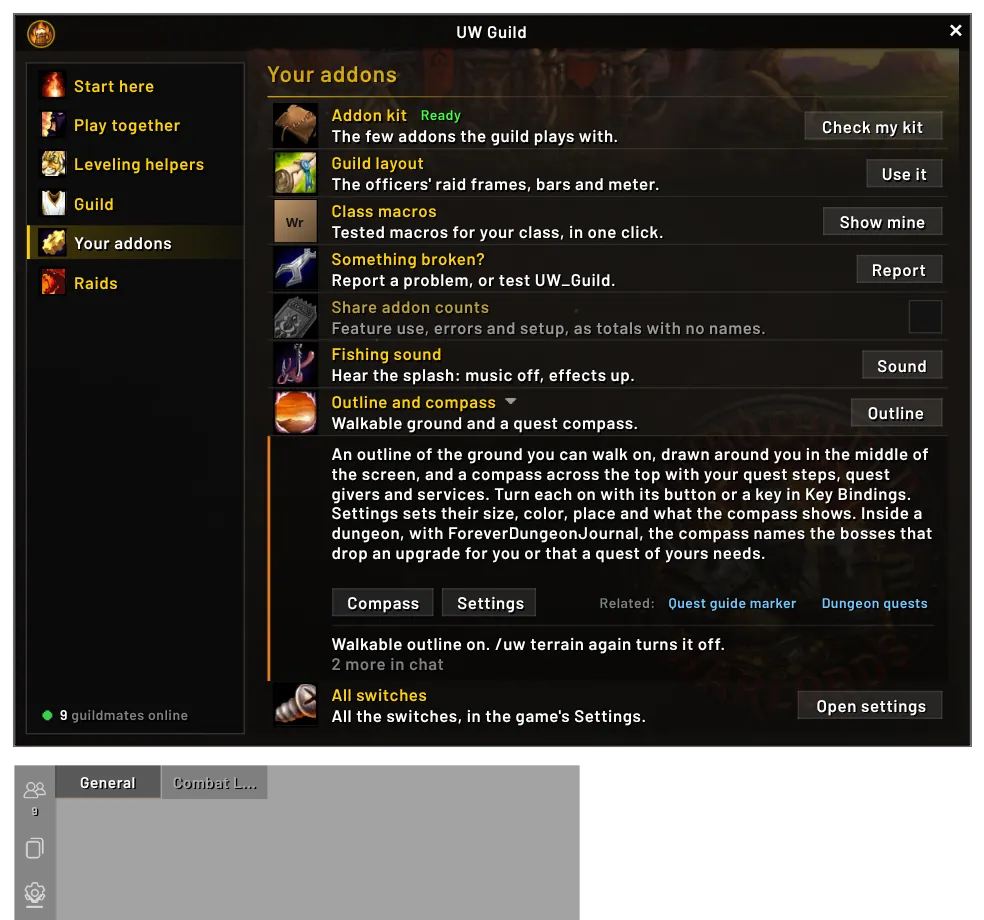 UW Guild
Start here
Play together
Leveling helpers
Guild
Your addons
Raids
9 guildmates online
Your addons
Addon kit Ready
The few addons the guild plays with.
Check my kit
Guild layout
The officers' raid frames, bars and meter.
Use it
Wr
Class macros
Tested macros for your class, in one click.
Show mine
Something broken?
Report a problem, or test UW_Guild.
Report
Share addon counts
Feature use, errors and setup, as totals with no names.
Fishing sound
Hear the splash: music off, effects up.
Sound
Outline and compass
Walkable ground and a quest compass.
Outline
An outline of the ground you can walk on, drawn around you in the middle of
the screen, and a compass across the top with your quest steps, quest
givers and services. Turn each on with its button or a key in Key Bindings.
Settings sets their size, color, place and what the compass shows. Inside a
dungeon, with ForeverDungeonJournal, the compass names the bosses that
drop an upgrade for you or that a quest of yours needs.
Compass Settings Related: Quest guide marker Dungeon quests
Walkable outline on. /uw terrain again turns it off.
2 more in chat
All switches
All the switches, in the game's Settings.
Open settings
General Combat L...
9